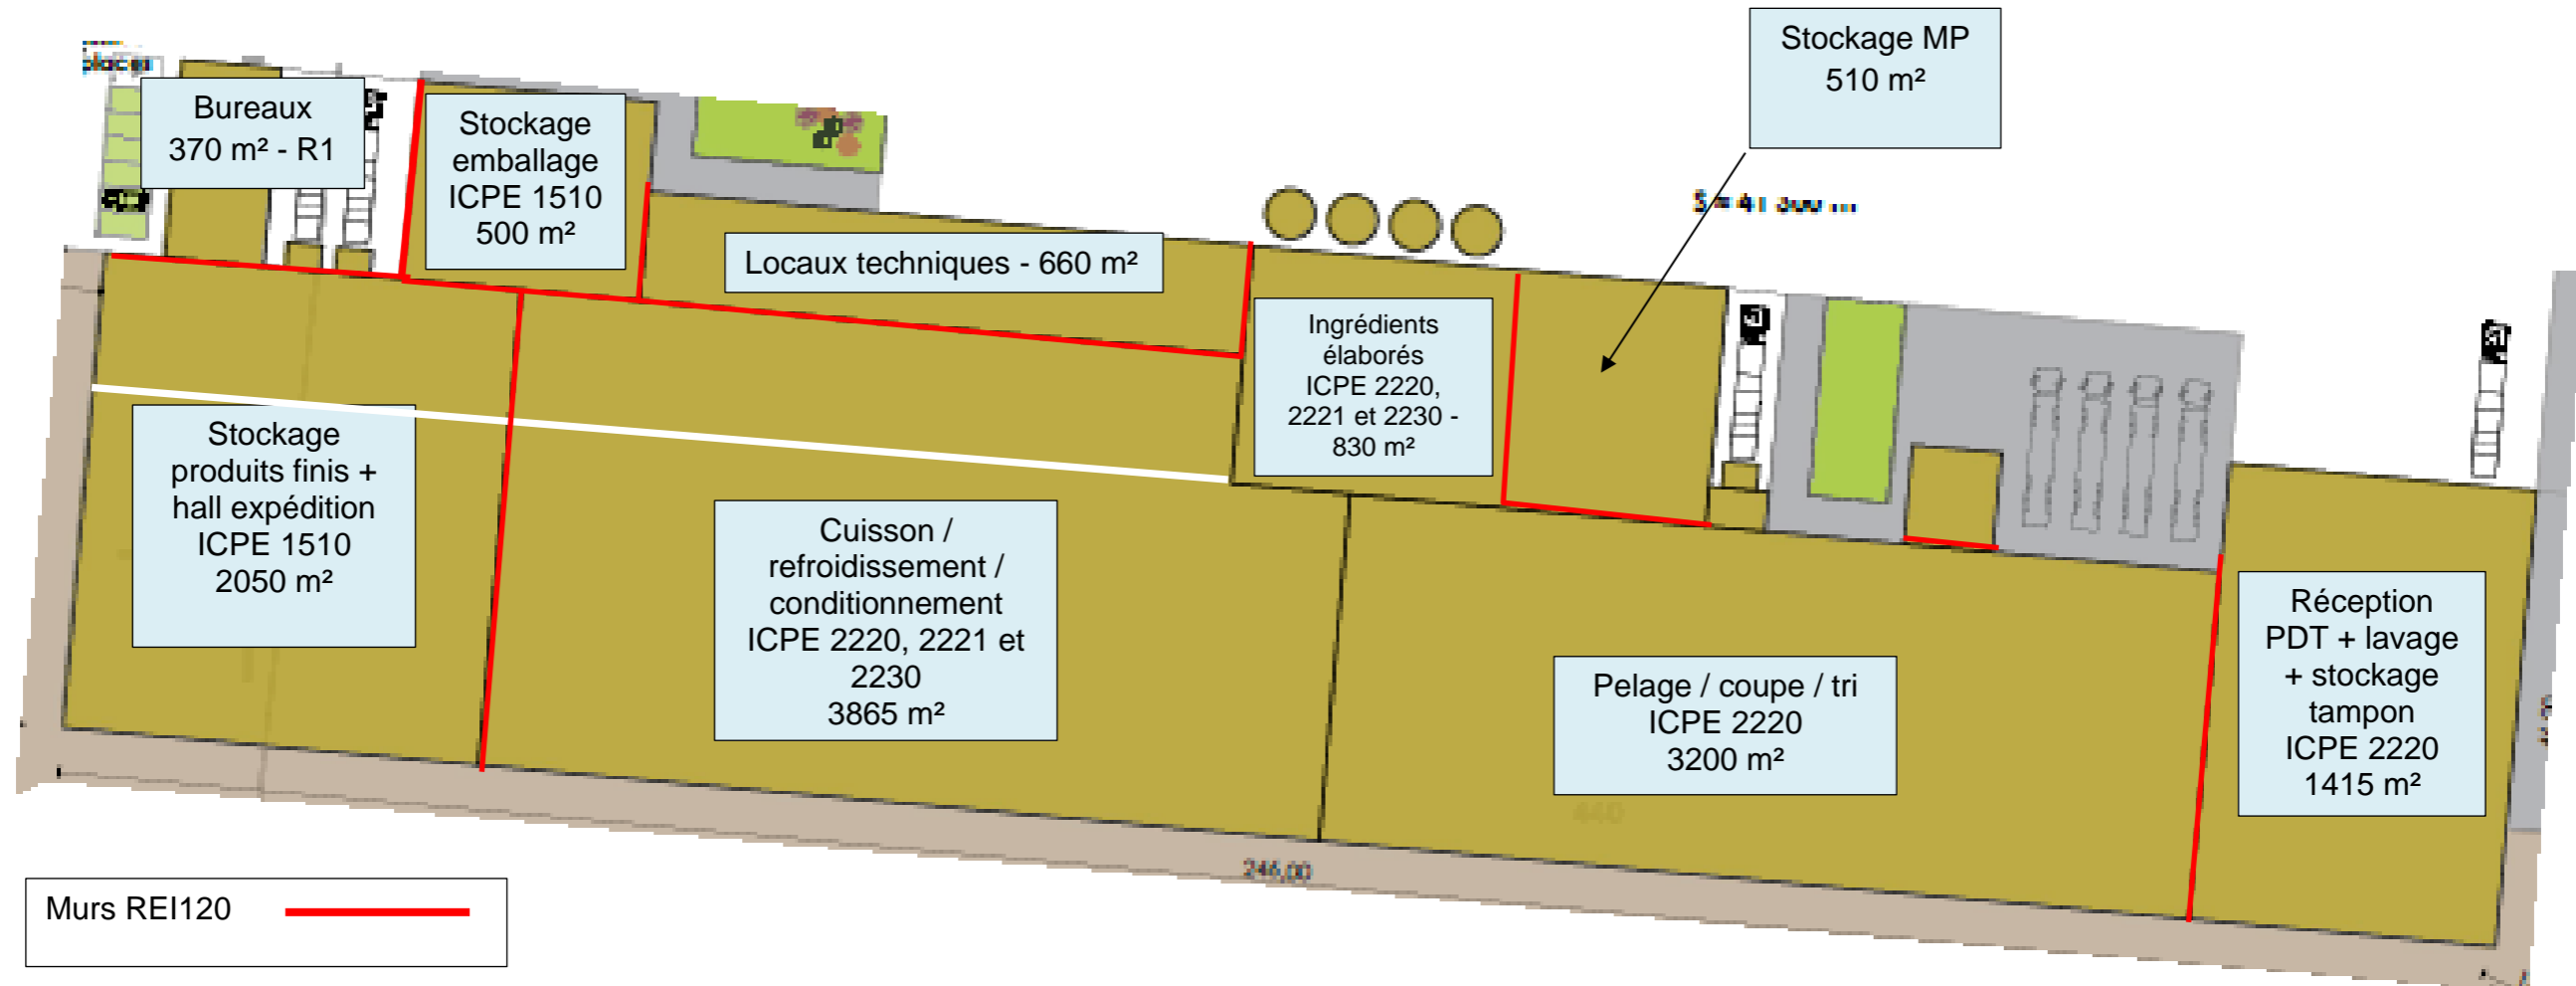 Stockage MP
510 m²
Bureaux
370 m² - R1
Stockage
emballage
ICPE 1510
500 m²
Locaux techniques - 660 m²
Ingrédients
élaborés
ICPE 2220,
2221 et 2230 -
830 m²
Stockage
produits finis +
hall expédition
ICPE 1510
2050 m²
Cuisson /
refroidissement /
conditionnement
ICPE 2220, 2221 et
2230
3865 m²
Pelage / coupe / tri
ICPE 2220
3200 m²
Réception
PDT + lavage
+ stockage
tampon
ICPE 2220
1415 m²
440
246,00
Murs REI120